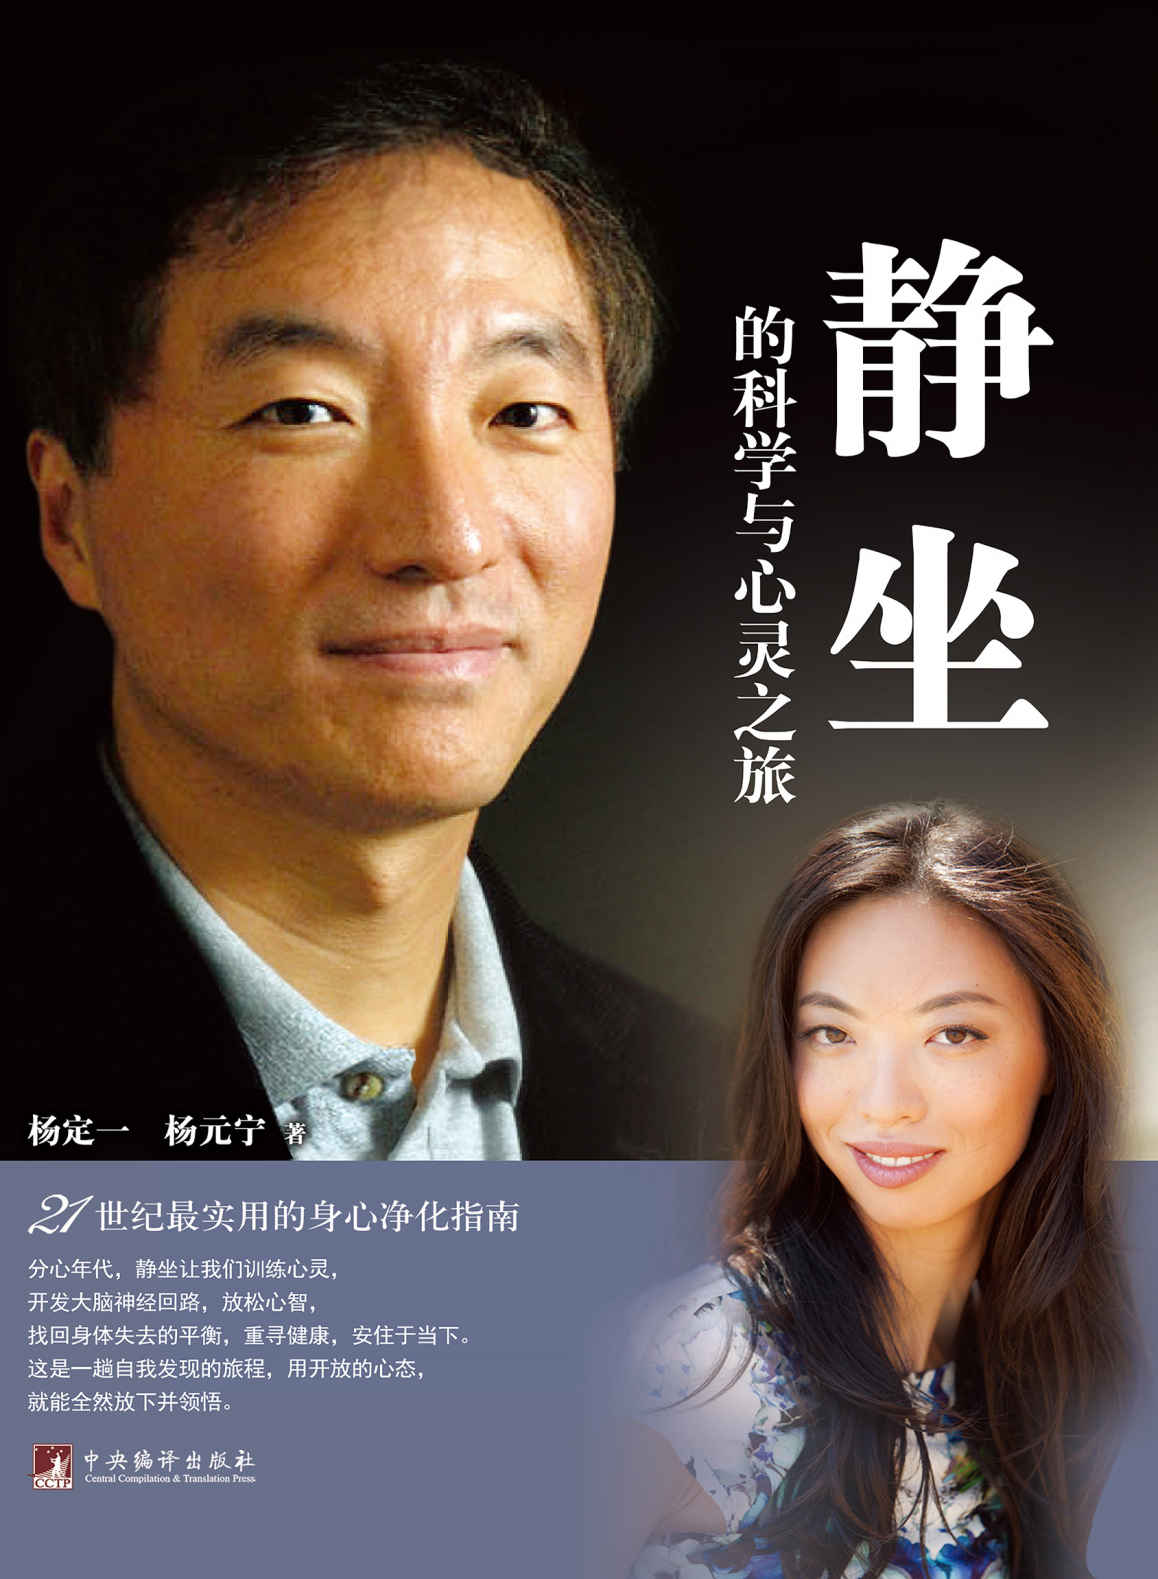 静坐
的科学与心灵之旅
杨定一 杨元宁 著
21世纪最实用的身心净化指南
分心年代，静坐让我们训练心灵，
开发大脑神经回路，放松心智，
找回身体失去的平衡，重寻健康，安住于当下。
这是一趟自我发现的旅程，用开放的心态，
就能全然放下并领悟。
CCTP
中央编译出版社
Central Compilation & Translation Press